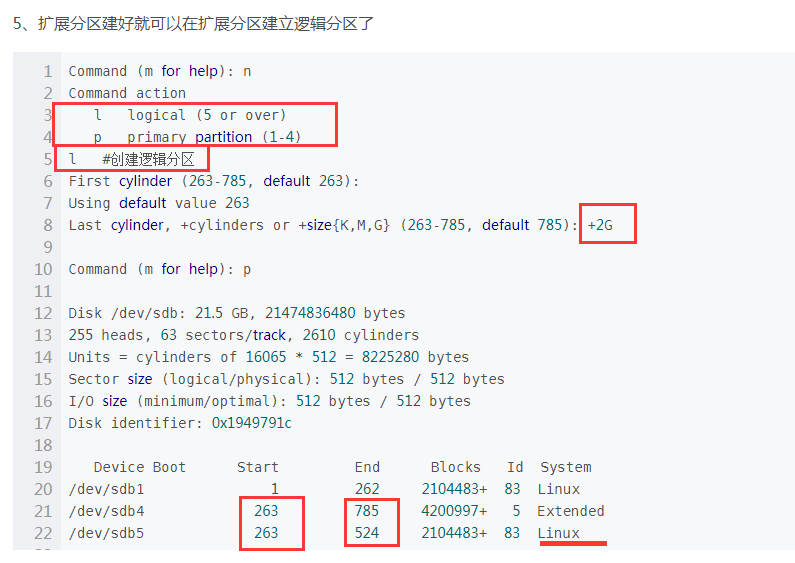 5、扩展分区建好就可以在扩展分区建立逻辑分区了
1 Command (m for help): n
2 Command action
3 l logical (5 or over)
4 p primary partition (1-4)
5 l #创建逻辑分区
6 First cylinder (263-785, default 263):
7 Using default value 263
8 Last cylinder, +cylinders or +size{K,M,G} (263-785, default 785): +2G
9
10 Command (m for help): p
11
12 Disk /dev/sdb: 21.5 GB, 21474836480 bytes
13 255 heads, 63 sectors/track, 2610 cylinders
14 Units = cylinders of 16065 * 512 = 8225280 bytes
15 Sector size (logical/physical): 512 bytes / 512 bytes
16 I/O size (minimum/optimal): 512 bytes / 512 bytes
17 Disk identifier: 0x1949791c
18
19 Device Boot Start End Blocks Id System
20 /dev/sdb1 1 262 2104483+ 83 Linux
21 /dev/sdb4 263 785 4200997+ 5 Extended
22 /dev/sdb5 263 524 2104483+ 83 Linux